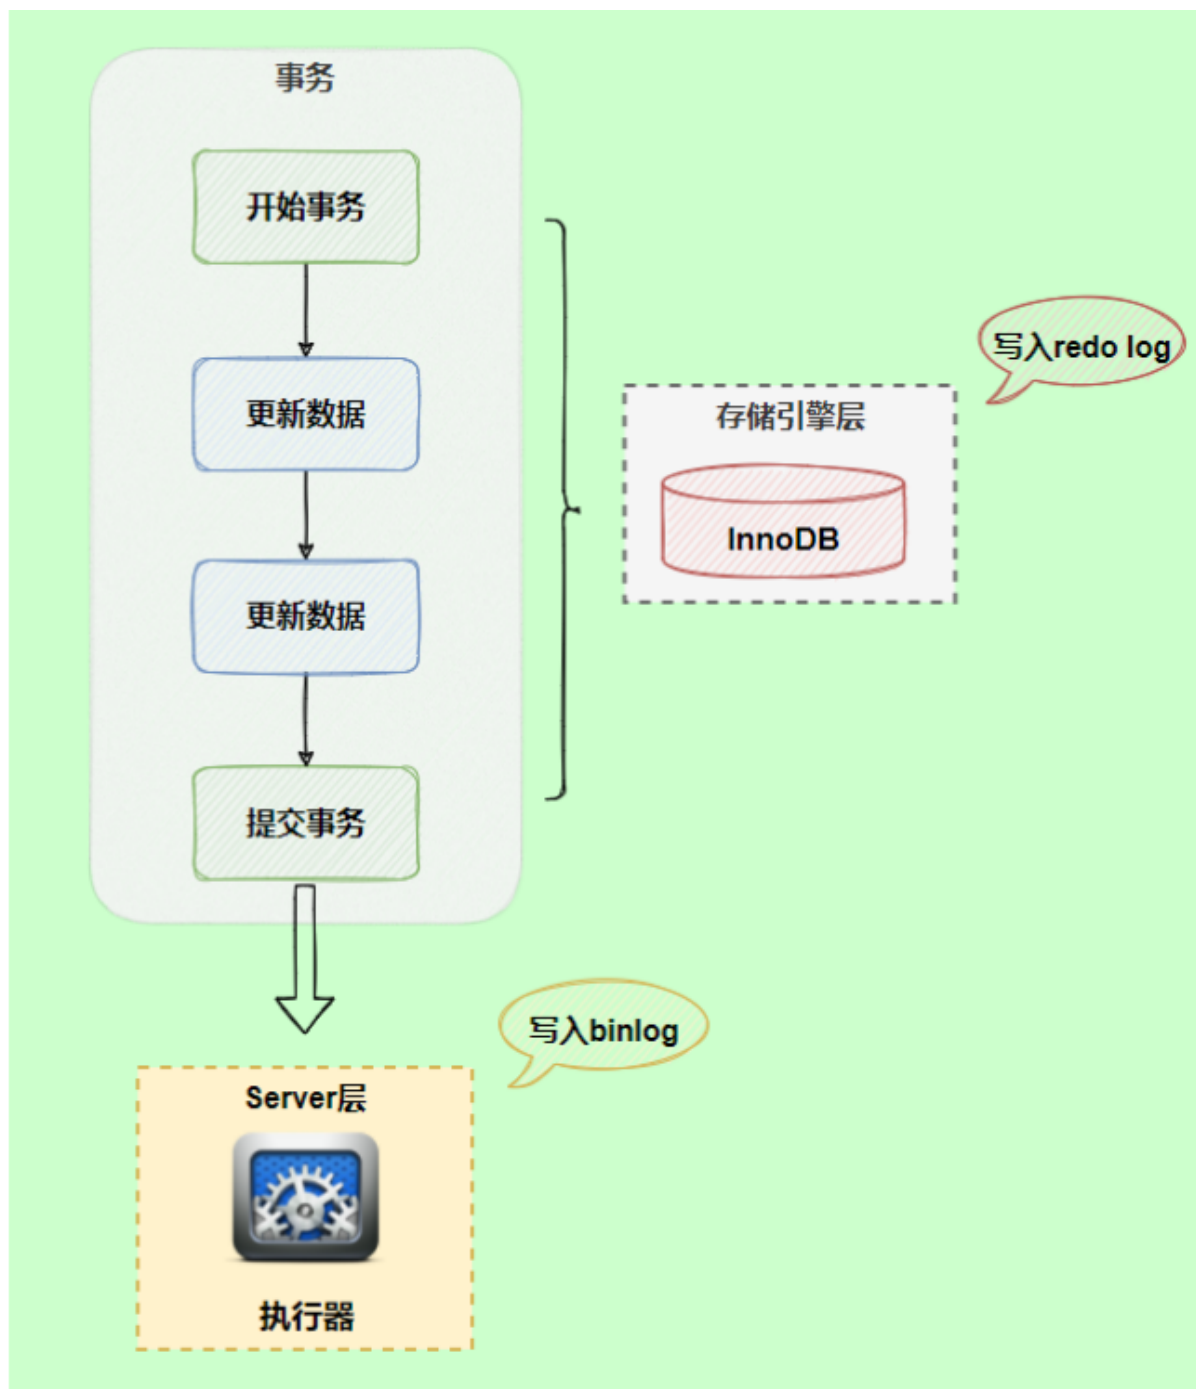 事务
开始事务
更新数据
更新数据
提交事务
写入redo log
存储引擎层
InnoDB
写入binlog
Server层
执行器